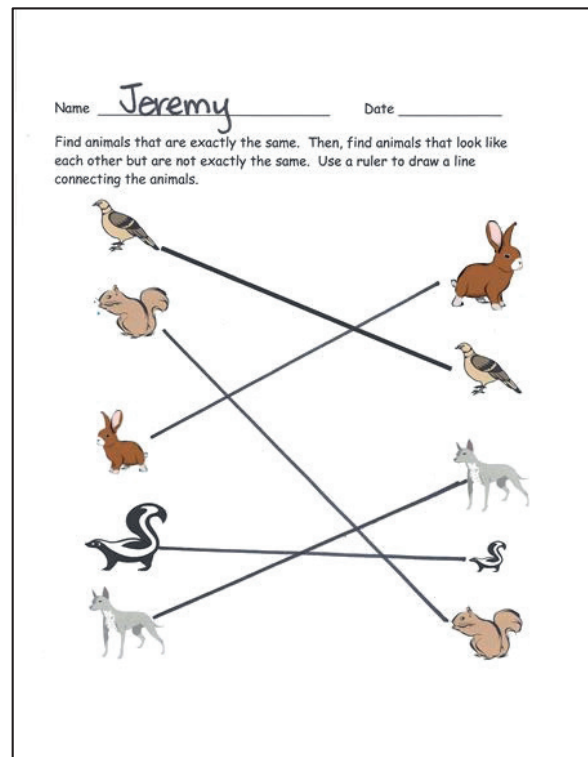 Name Jeremy Date
Find animals that are exactly the same. Then, find animals that look like
each other but are not exactly the same. Use a ruler to draw a line
connecting the animals.